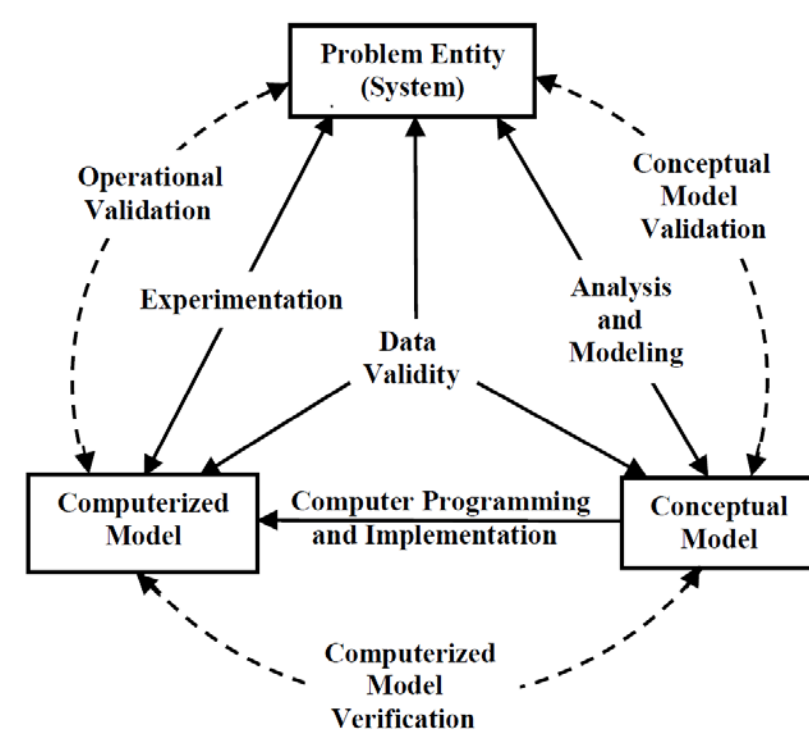 Problem Entity
(System)
Operational
Validation
Conceptual
Model
Validation
Experimentation
Analysis
and
Modeling
Data
Validity
Computerized
Model
Computer Programming
and Implementation
Conceptual
Model
Computerized
Model
Verification